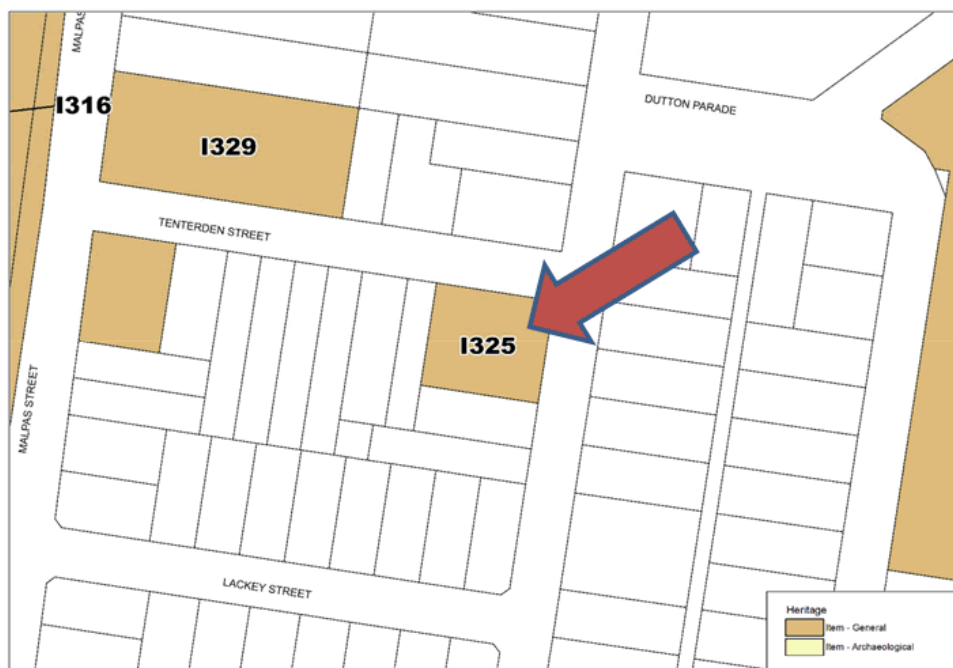 MALPAS
I316
I329
DUTTON PARADE
TENTERDEN STREET
I325
MALPAS STREET
LACKEY STREET
Heritage
Item - General
Item - Archaeological